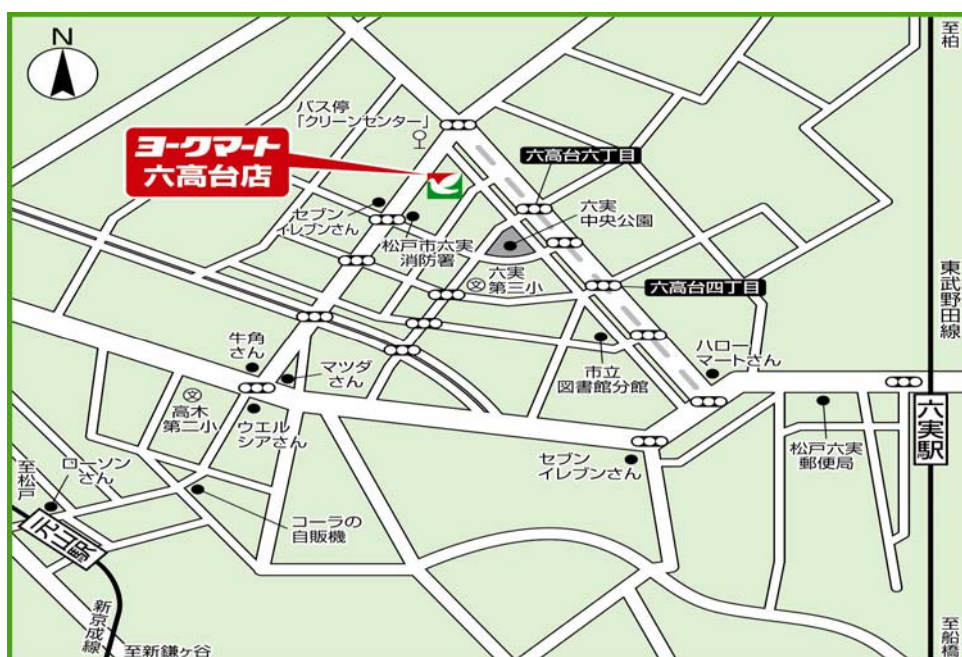 N
至柏
バス停
「クリーンセンター」
ヨークマート
六高台店
六高台六丁目
セブン
イレブンさん
松戸市六実
消防署
六実
中央公園
六実
第三小
文
六高台四丁目
東武野田線
牛角
さん
マツダ
さん
市立
図書館分館
ハロー
マートさん
文
高木
第二小
ウエル
シアさん
六実駅
セブン
イレブンさん
松戸六実
郵便局
至松戸
ローソン
さん
コーラの
自販機
元山駅
新京成線
至新鎌ヶ谷
至船橋